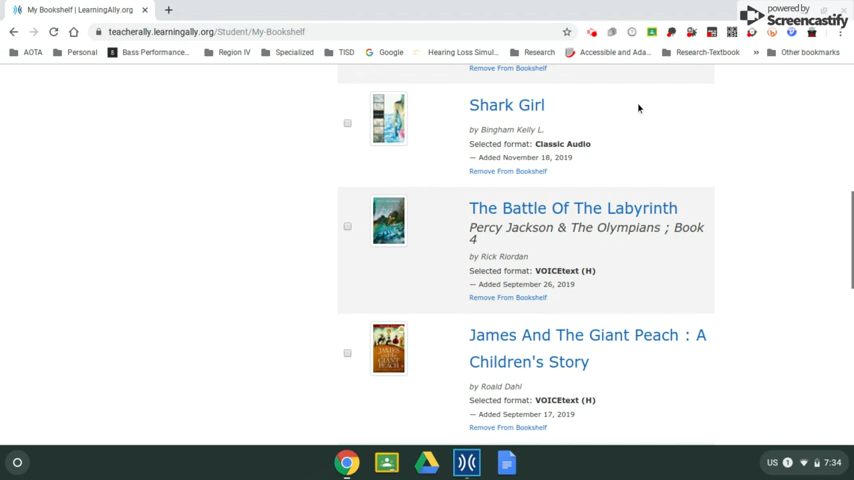 My Bookshelf | LearningAlly.org
powered by
Screencastify
teacherally.learningally.org/Student/My-Bookshelf
AOTA
Personal
Bass Performance...
Region IV
Specialized
TISD
Google
Hearing Loss Simul...
Research
Accessible and Ada...
Research-Textbook
Other bookmarks
Remove From Bookshelf
Shark Girl
by Bingham Kelly L.
Selected format: Classic Audio
— Added November 18, 2019
Remove From Bookshelf
The Battle Of The Labyrinth
Percy Jackson & The Olympians ; Book
4
by Rick Riordan
Selected format: VOICEtext (H)
— Added September 26, 2019
Remove From Bookshelf
James And The Giant Peach : A
Children's Story
by Roald Dahl
Selected format: VOICEtext (H)
— Added September 17, 2019
Remove From Bookshelf
US 1 7:34